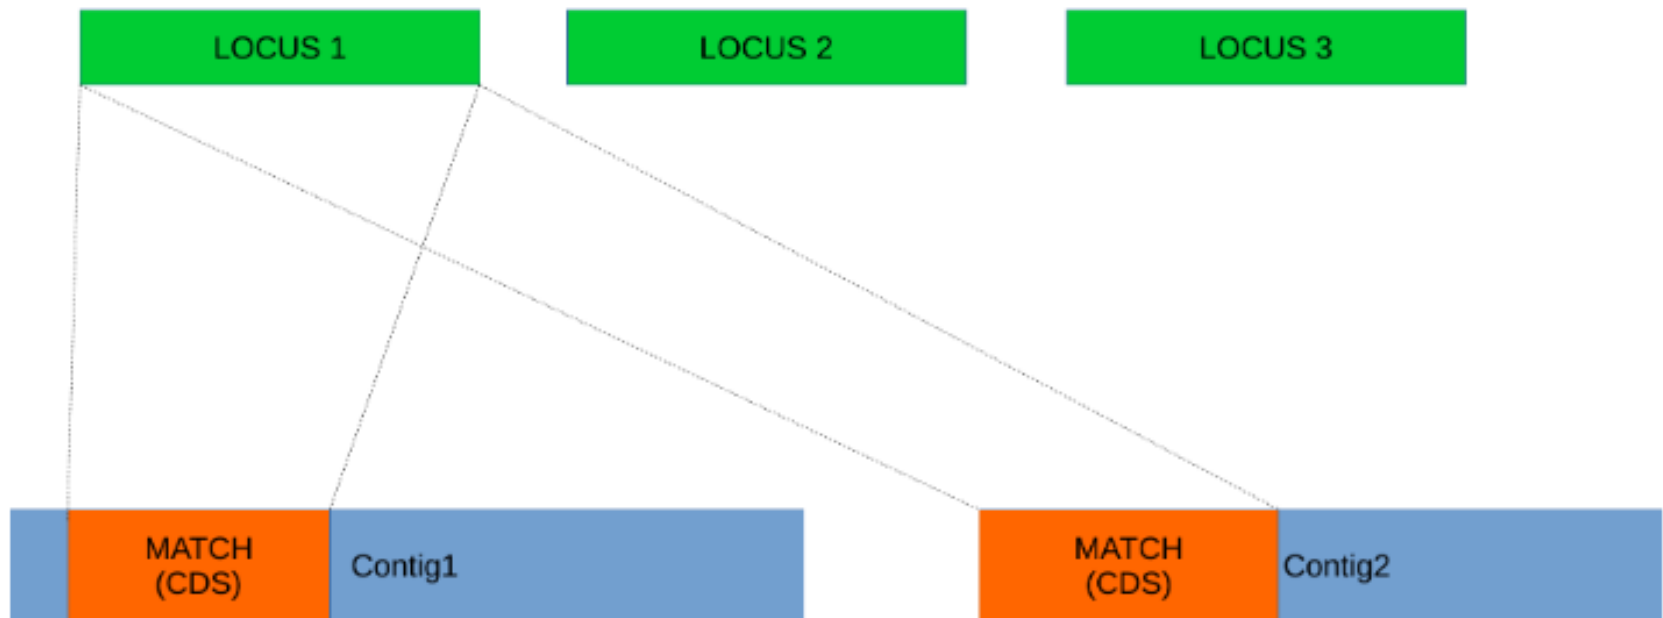 LOCUS 1
LOCUS 2
LOCUS 3
MATCH
(CDS)
Contig1
MATCH
(CDS)
Contig2